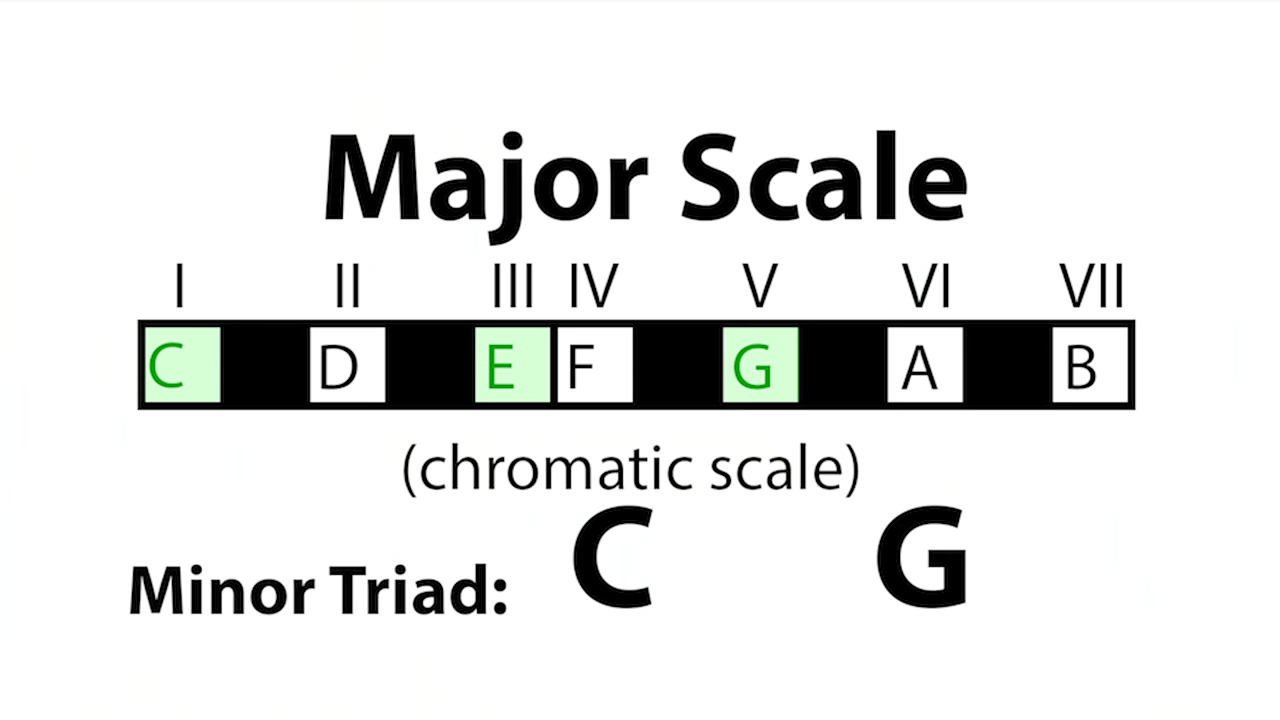 Major Scale
I II III IV V VI VII
C D E F G A B
(chromatic scale)
Minor Triad: C G